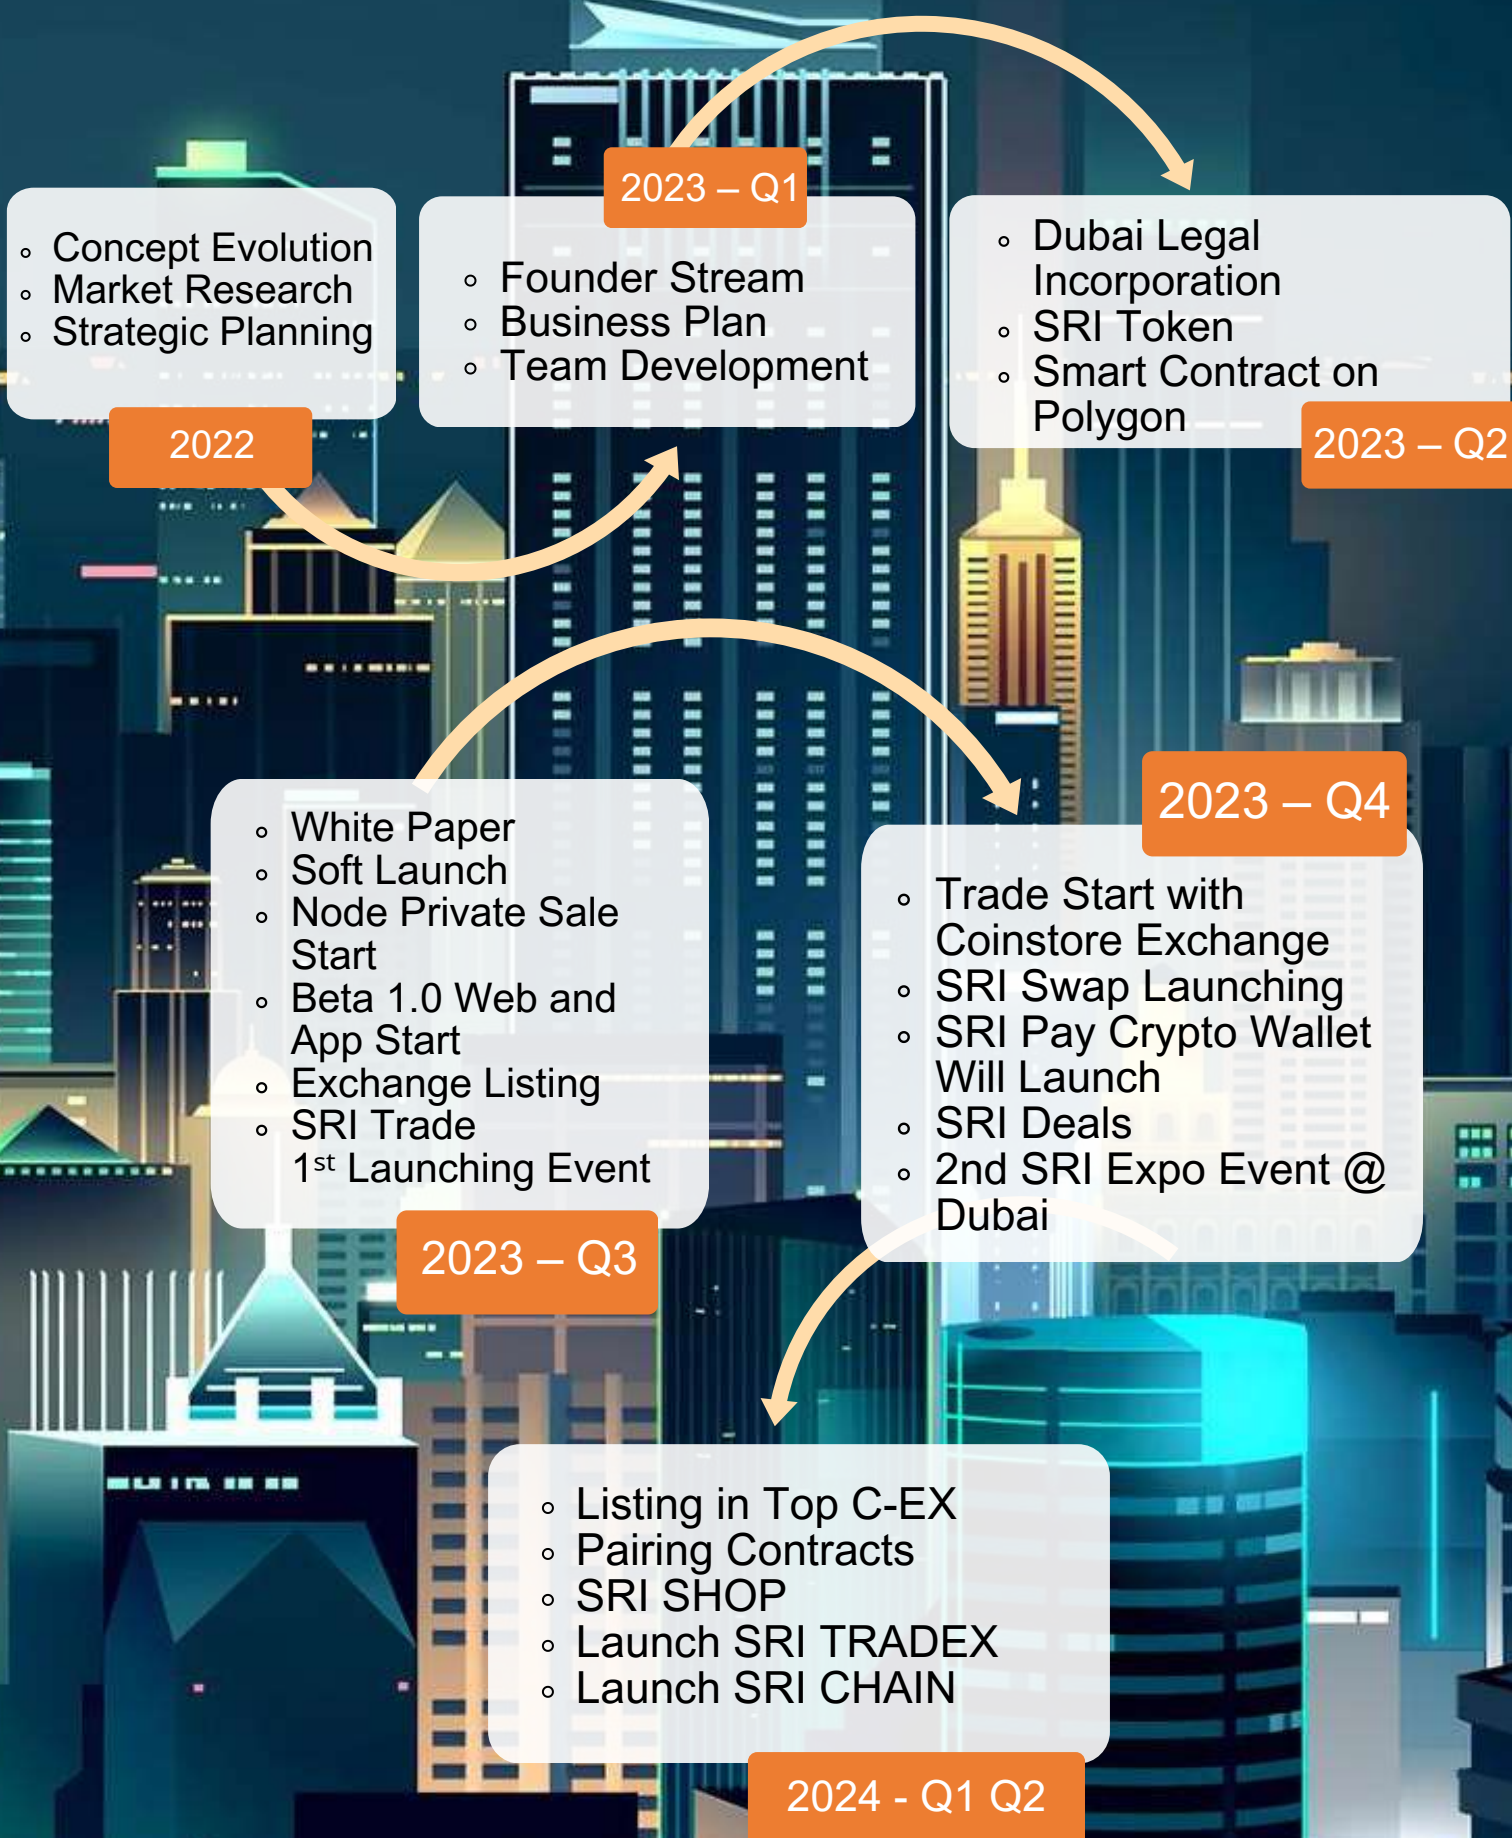 Concept Evolution
Market Research
Strategic Planning
2022
2023 – Q1
Founder Stream
Business Plan
Team Development
Dubai Legal
Incorporation
SRI Token
Smart Contract on
Polygon
2023 – Q2
White Paper
Soft Launch
Node Private Sale
Start
Beta 1.0 Web and
App Start
Exchange Listing
SRI Trade
1st Launching Event
2023 – Q3
2023 – Q4
Trade Start with
Coinstore Exchange
SRI Swap Launching
SRI Pay Crypto Wallet
Will Launch
SRI Deals
2nd SRI Expo Event @
Dubai
Listing in Top C-EX
Pairing Contracts
SRI SHOP
Launch SRI TRADEX
Launch SRI CHAIN
2024 - Q1 Q2